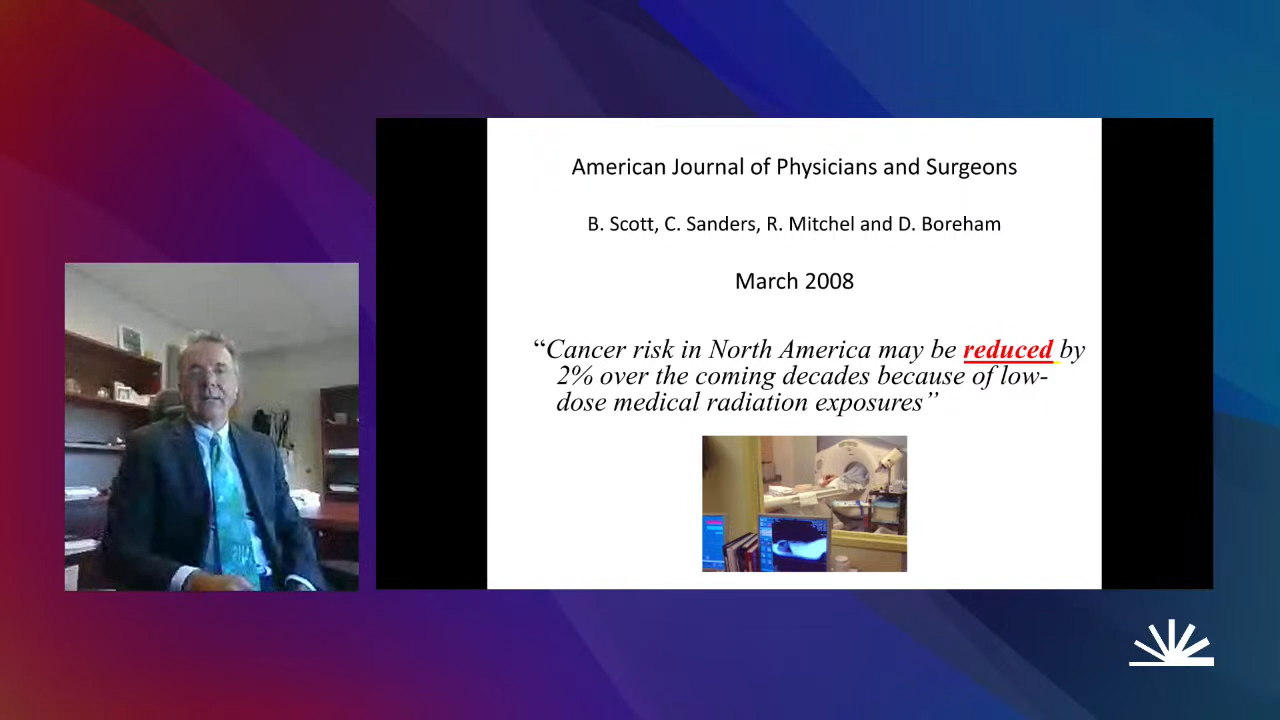 American Journal of Physicians and Surgeons
B. Scott, C. Sanders, R. Mitchel and D. Boreham
March 2008
“Cancer risk in North America may be reduced by
2% over the coming decades because of low-
dose medical radiation exposures”